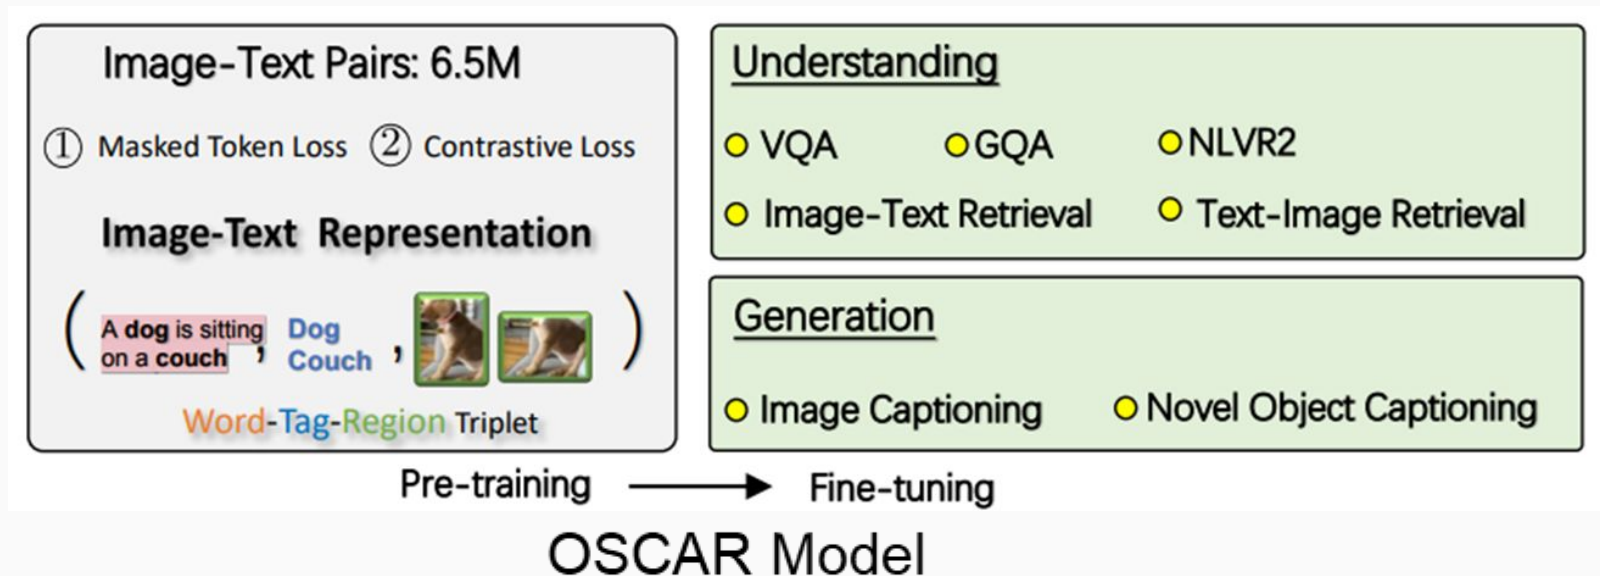 Image-Text Pairs: 6.5M
① Masked Token Loss ② Contrastive Loss
Image-Text Representation
( A dog is sitting on a couch , Dog Couch , )
Word-Tag-Region Triplet
Understanding
VQA GQA NLVR2
Image-Text Retrieval Text-Image Retrieval
Generation
Image Captioning Novel Object Captioning
Pre-training Fine-tuning
OSCAR Model